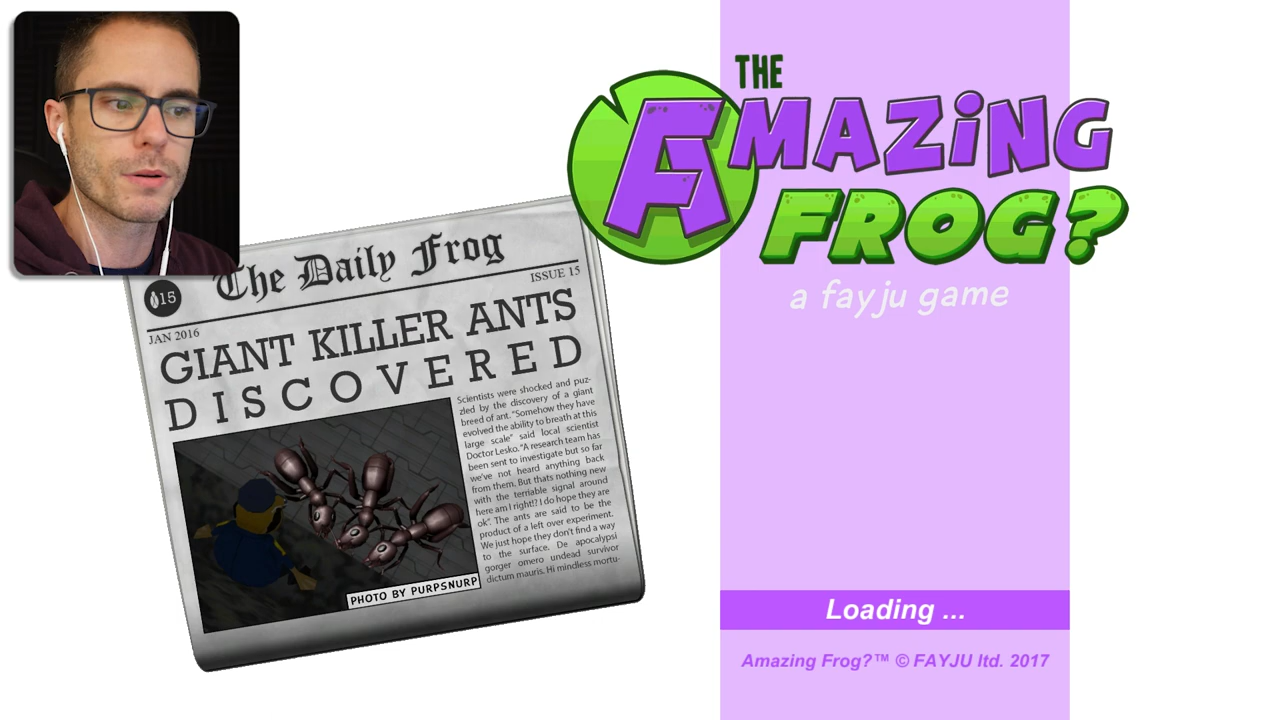 THE
AMAZING
FROG?
a fayju game
The Daily Frog
15
ISSUE 15
JAN 2016
GIANT KILLER ANTS
DISCOVERED
Scientists were shocked and puz-
zled by the discovery of a giant
breed of ant. "Somehow they have
evolved the ability to breath at this
large scale" said local scientist
Doctor Lesko. "A research team has
been sent to investigate but so far
we've not heard anything back
from them. But thats nothing new
with the terriable signal around
here am I right!? I do hope they are
ok". The ants are said to be the
product of a left over experiment.
We just hope they don't find a way
to the surface. De apocalypsi
gorger omero undead survivor
dictum mauris. Hi mindless mortu-
PHOTO BY PURPSNURP
Loading ...
Amazing Frog?™ © FAYJU ltd. 2017